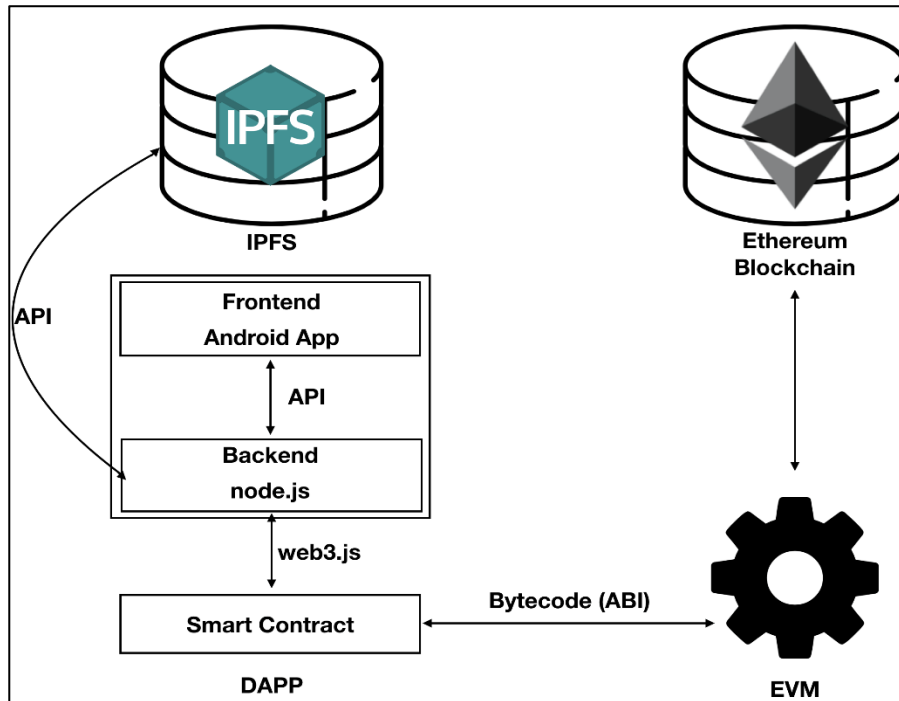 IPFS
IPFS
Ethereum
Blockchain
API
Frontend
Android App
API
Backend
node.js
web3.js
Smart Contract
Bytecode (ABI)
DAPP
EVM